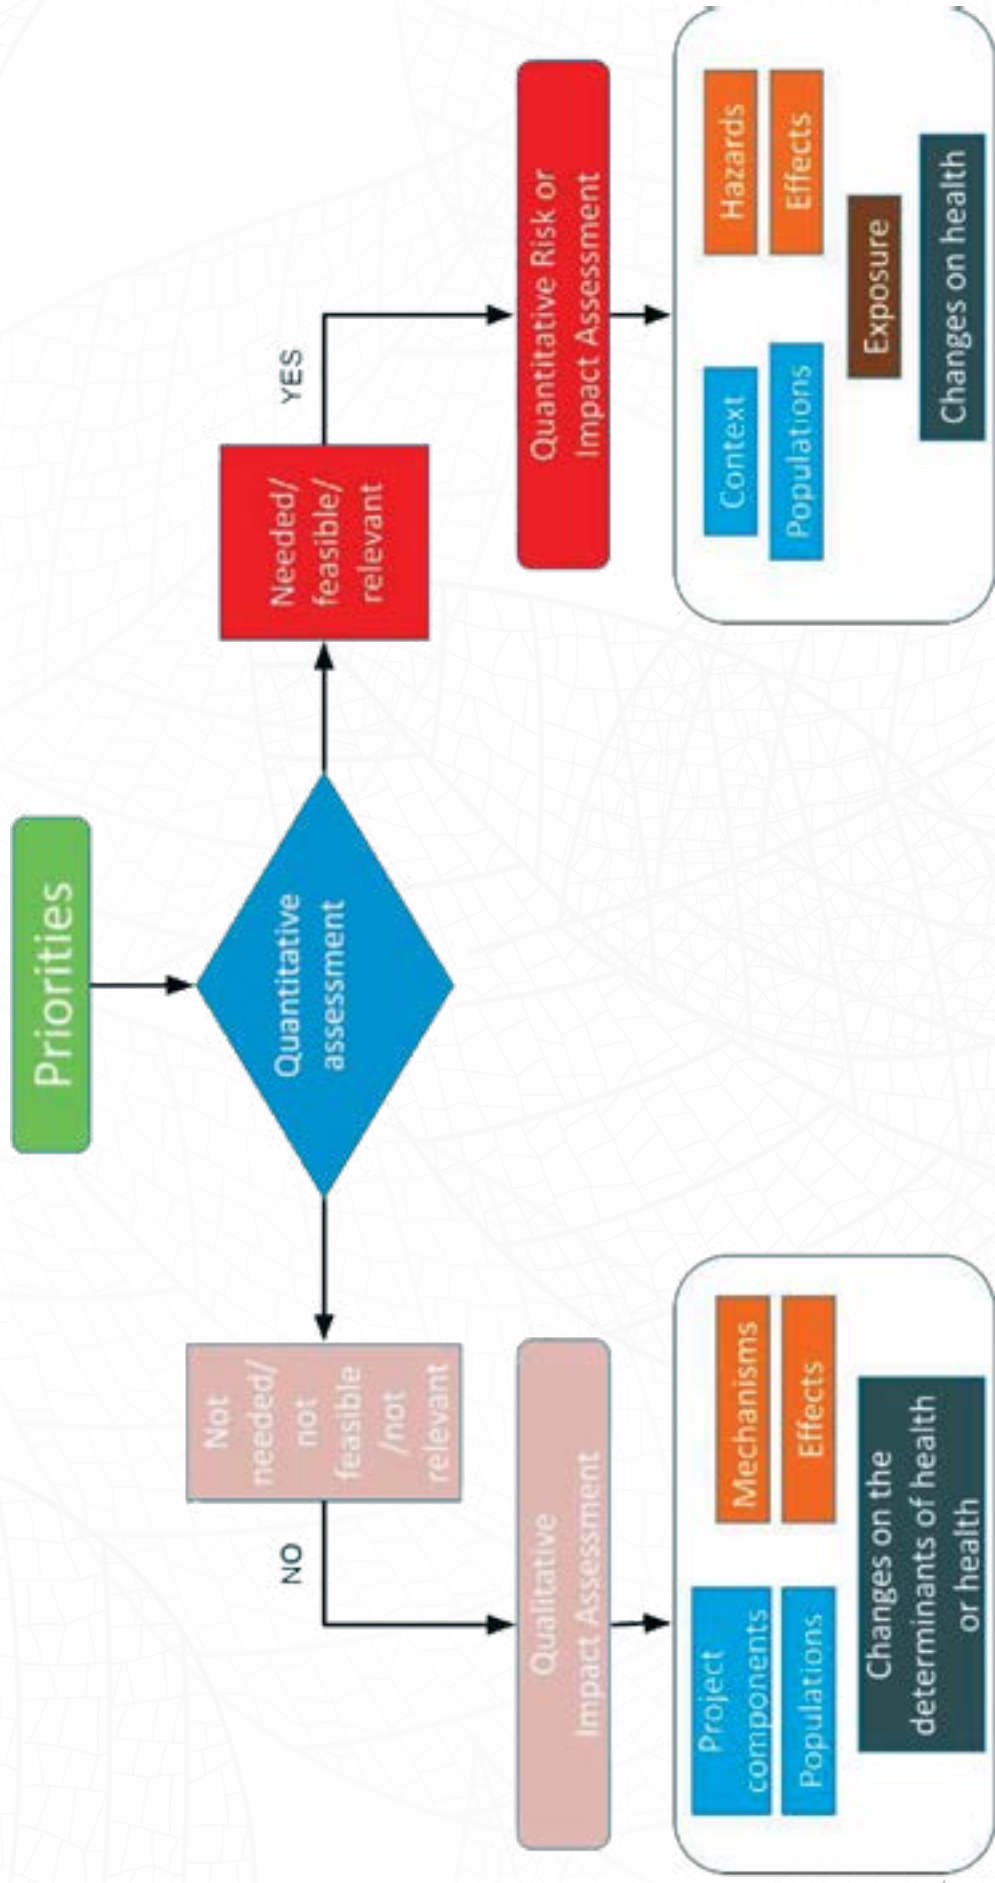 Priorities
Quantitative
assessment
Not
needed/
not
feasible
/not
relevant
NO
Needed/
feasible/
relevant
YES
Qualitative
Impact Assessment
Quantitative Risk or
Impact Assessment
Project
components
Populations
Mechanisms
Effects
Changes on the
determinants of health
or health
Context
Populations
Hazards
Effects
Exposure
Changes on health